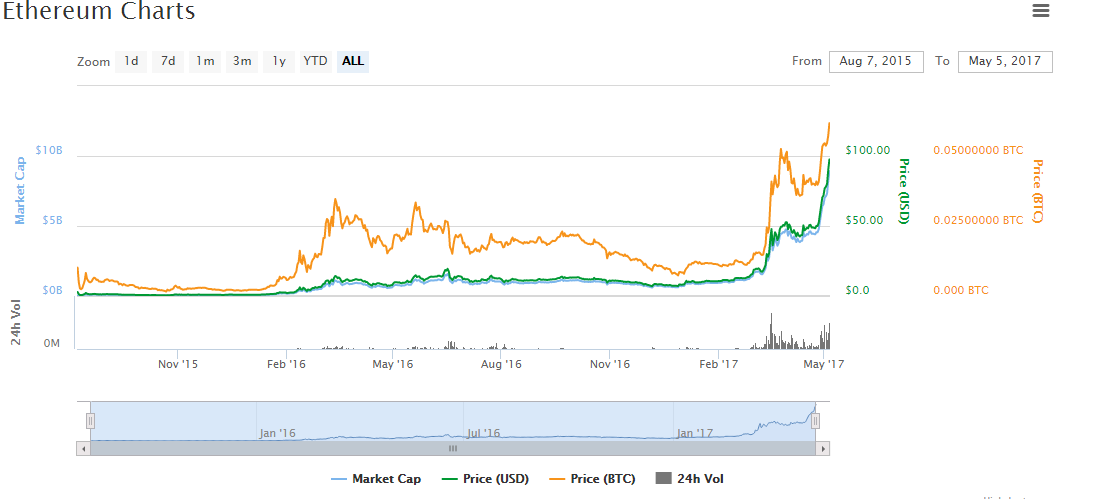 Ethereum Charts
Zoom 1d 7d 1m 3m 1y YTD ALL From Aug 7, 2015 To May 5, 2017
Market Cap
$10B
$5B
$0B
24h Vol
0M
$100.00
$50.00
$0.0
Price (USD)
0.05000000 BTC
0.02500000 BTC
0.000 BTC
Price (BTC)
Nov '15 Feb '16 May '16 Aug '16 Nov '16 Feb '17 May '17
Jan '16 Jul '16 Jan '17
Market Cap Price (USD) Price (BTC) 24h Vol